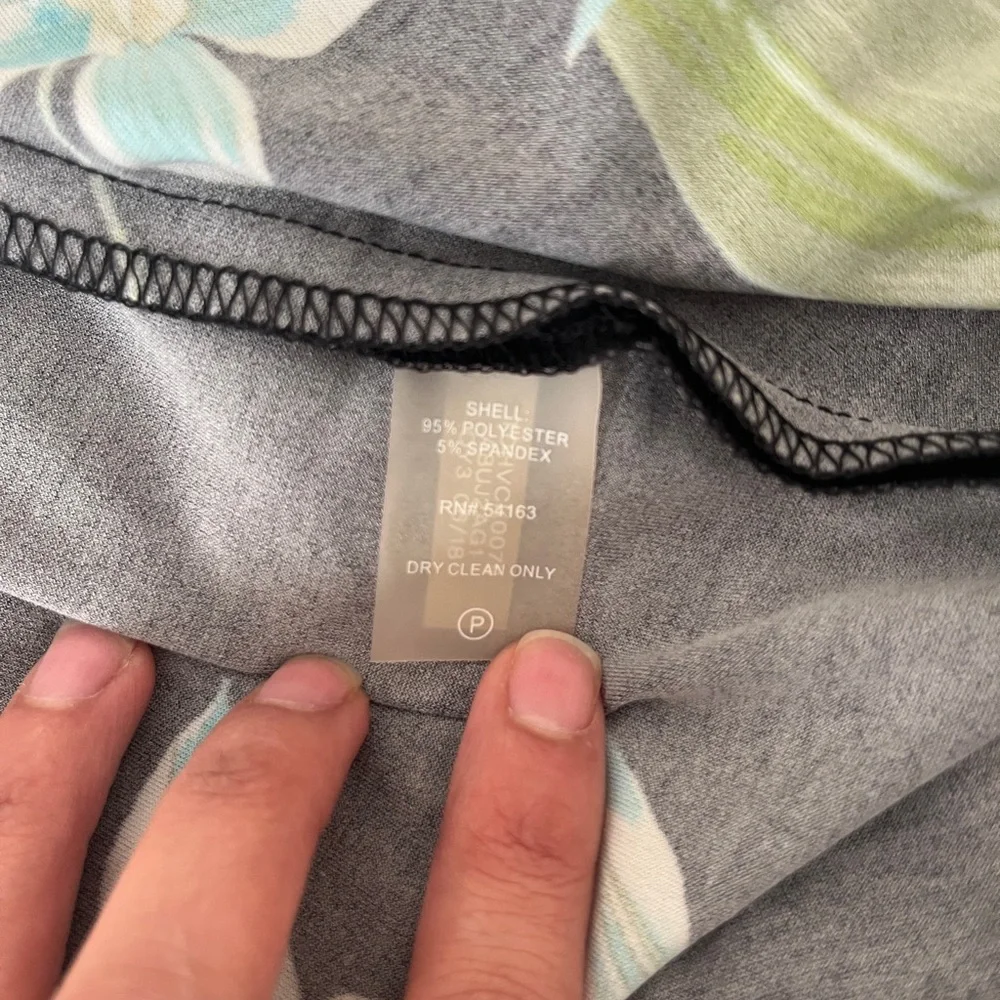 SHELL:
95% POLYESTER
5% SPANDEX
RN# 54163
DRY CLEAN ONLY
P